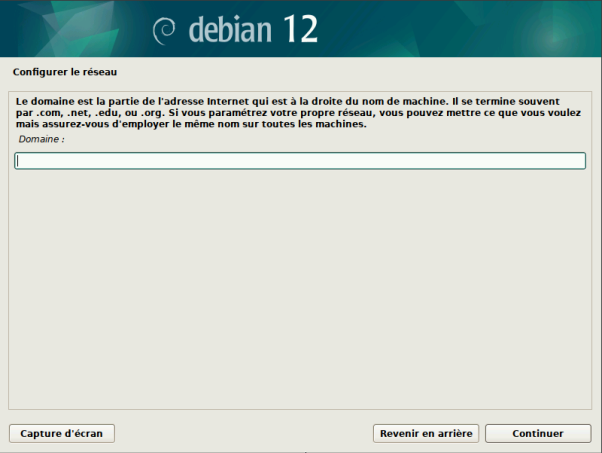 debian 12
Configurer le réseau
Le domaine est la partie de l'adresse Internet qui est à la droite du nom de machine. Il se termine souvent
par .com, .net, .edu, ou .org. Si vous paramétrez votre propre réseau, vous pouvez mettre ce que vous voulez
mais assurez-vous d'employer le même nom sur toutes les machines.
Domaine :
Capture d'écran
Revenir en arrière
Continuer